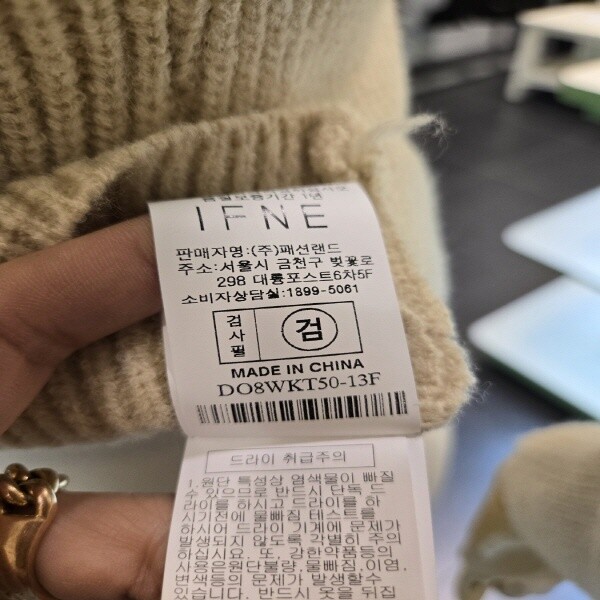 품질보증기간 1년
IFNE
판매자명:(주)패션랜드
주소:서울시 금천구 벚꽃로
298 대륭포스트6차5F
소비자상담실:1899-5061
검사필
검
MADE IN CHINA
DO8WKT50-13F
드라이 취급주의
1.원단 특성상 염색물이 빠질
수 있으므로 반드시 단독 드
라이를 하시고 드라이를 하
시기전에 물빠짐 테스트를
하시어 드라이 기계에 문제가
발생되지 않도록 각별히 주의
하십시요. 또, 강한약품등의
사용은원단불량,물빠짐,이염,
변색등의 문제가 발생할수
있습니다. 반드시 옷을 뒤집